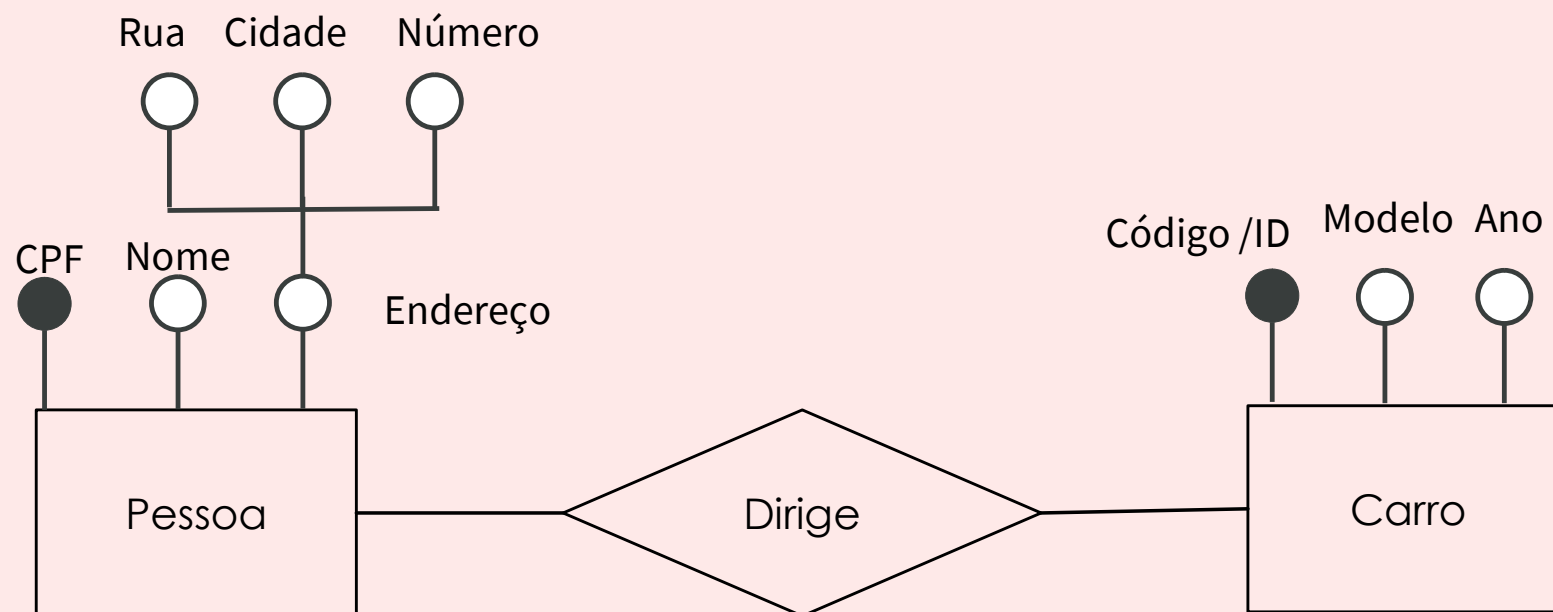 Rua Cidade Número
CPF Nome
Endereço
Código /ID Modelo Ano
Pessoa
Dirige
Carro